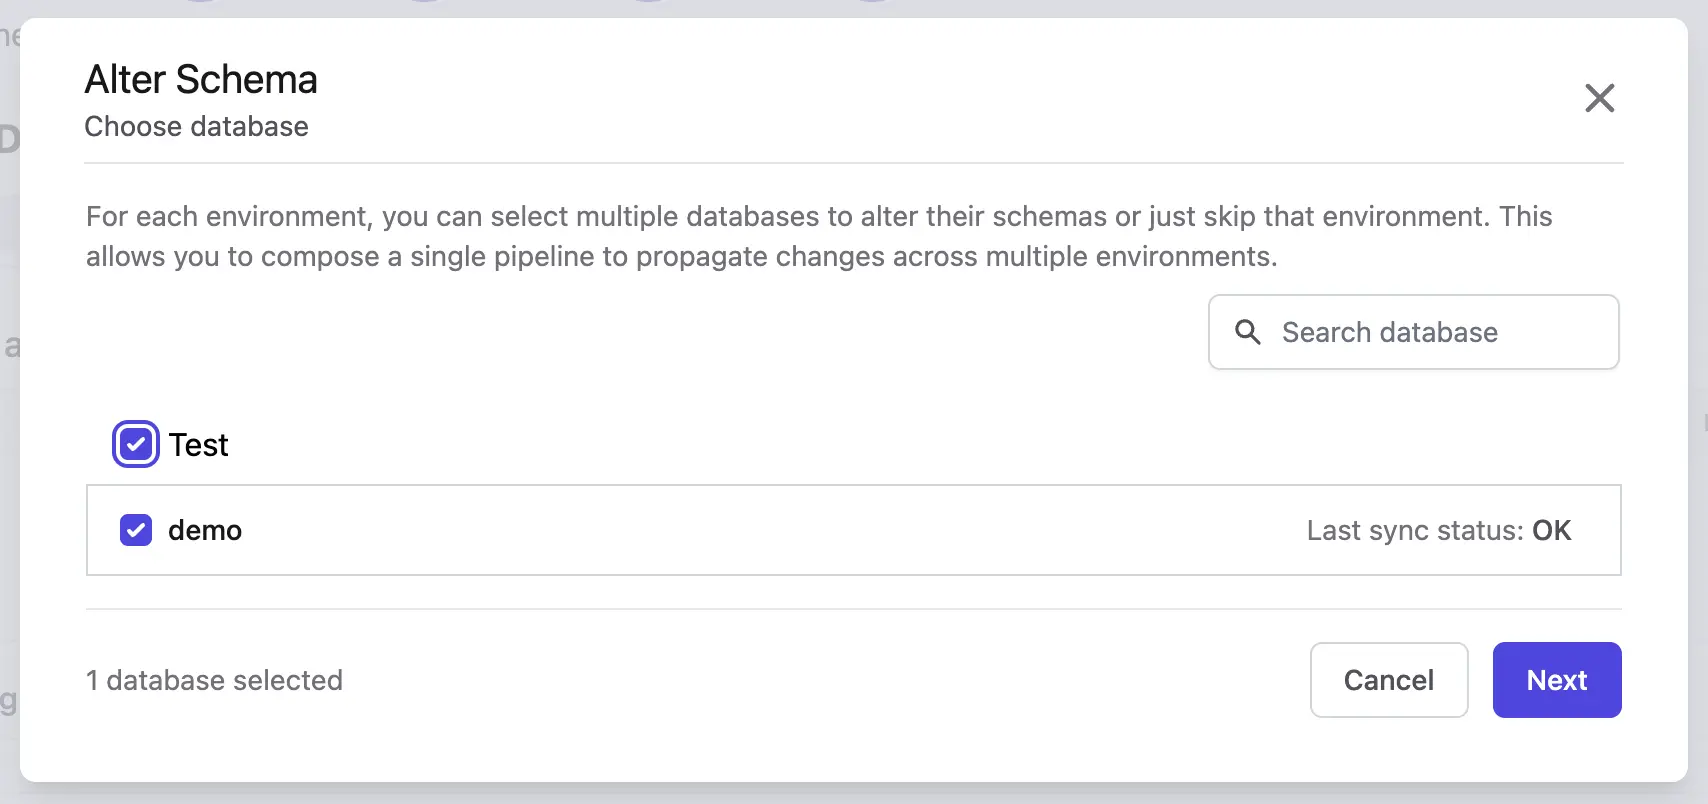 Alter Schema
Choose database
For each environment, you can select multiple databases to alter their schemas or just skip that environment. This
allows you to compose a single pipeline to propagate changes across multiple environments.
Search database
Test
demo
Last sync status: OK
1 database selected
Cancel
Next